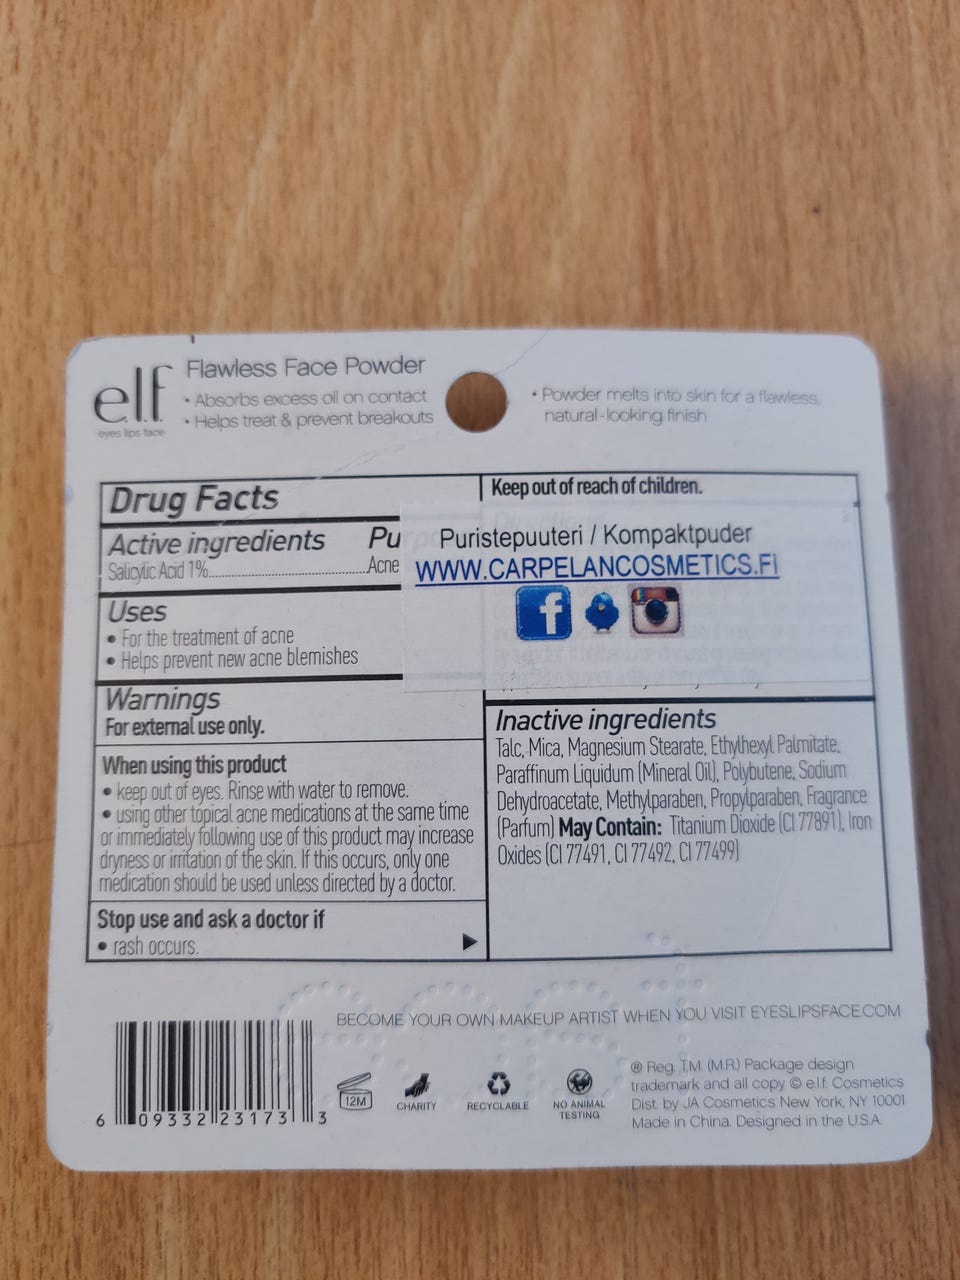 e.l.f.
eyes lips face
Flawless Face Powder
• Absorbs excess oil on contact
• Helps treat & prevent breakouts
• Powder melts into skin for a flawless,
natural-looking finish
Drug Facts
Active ingredients Pu
Salicylic Acid 1%..........Acne
Uses
• For the treatment of acne
• Helps prevent new acne blemishes
Warnings
For external use only.
When using this product
• keep out of eyes. Rinse with water to remove.
• using other topical acne medications at the same time
or immediately following use of this product may increase
dryness or irritation of the skin. If this occurs, only one
medication should be used unless directed by a doctor.
Stop use and ask a doctor if
• rash occurs.
Keep out of reach of children.
Puristepuuteri / Kompaktpuder
WWW.CARPELANCOSMETICS.Fi
Inactive ingredients
Talc, Mica, Magnesium Stearate, Ethylhexyl Palmitate,
Paraffinum Liquidum (Mineral Oil), Polybutene, Sodium
Dehydroacetate, Methylparaben, Propylparaben, Fragrance
(Parfum) May Contain: Titanium Dioxide (CI 77891), Iron
Oxides (CI 77491, CI 77492, CI 77499)
BECOME YOUR OWN MAKEUP ARTIST WHEN YOU VISIT EYESLIPSFACE.COM
6 09332 23173 3
12M
CHARITY
RECYCLABLE
NO ANIMAL
TESTING
® Reg. T.M. (M.R.) Package design
trademark and all copy © e.l.f. Cosmetics
Dist. by JA Cosmetics New York, NY 10001
Made in China. Designed in the U.S.A.